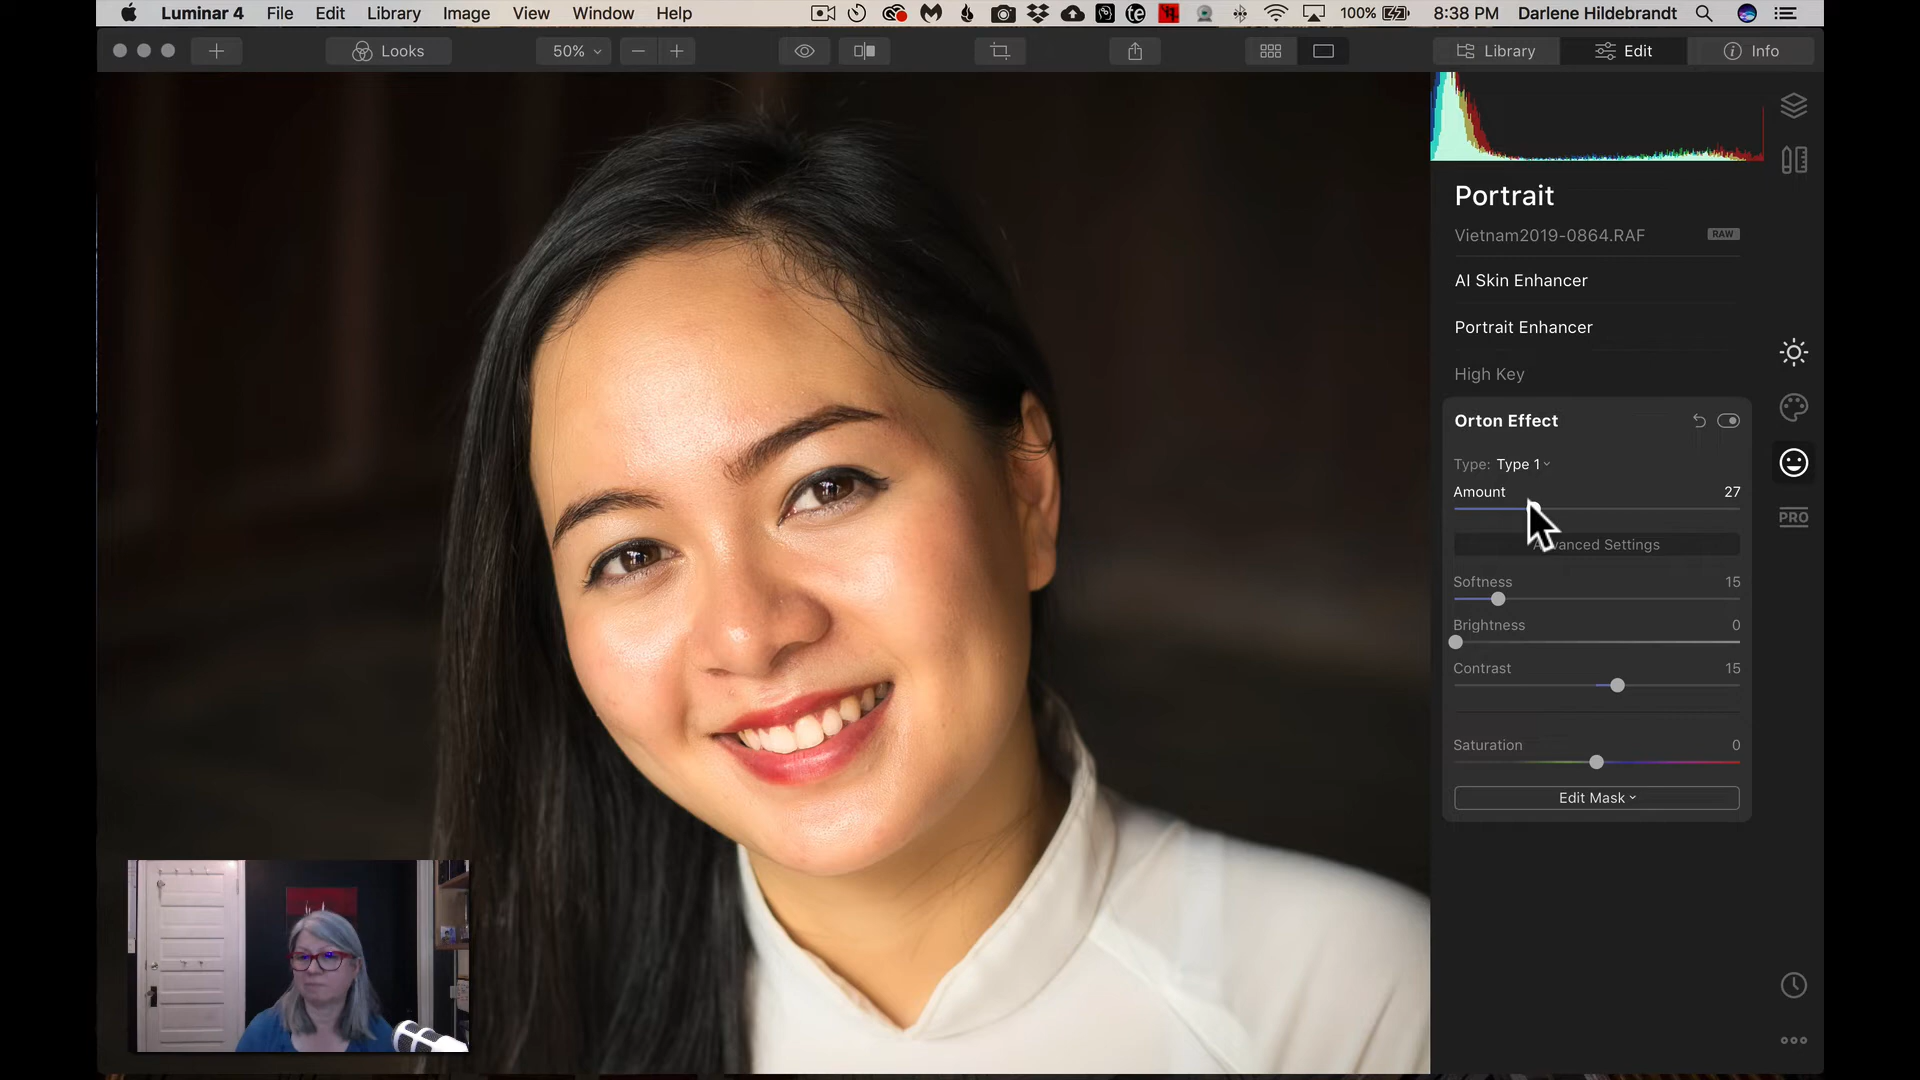 Luminar 4 File Edit Library Image View Window Help 100% 8:38 PM Darlene Hildebrandt
Looks 50% Library Edit Info
Portrait
Vietnam2019-0864.RAF RAW
AI Skin Enhancer
Portrait Enhancer
High Key
Orton Effect
Type: Type 1
Amount 27
Advanced Settings
Softness 15
Brightness 0
Contrast 15
Saturation 0
Edit Mask
PRO